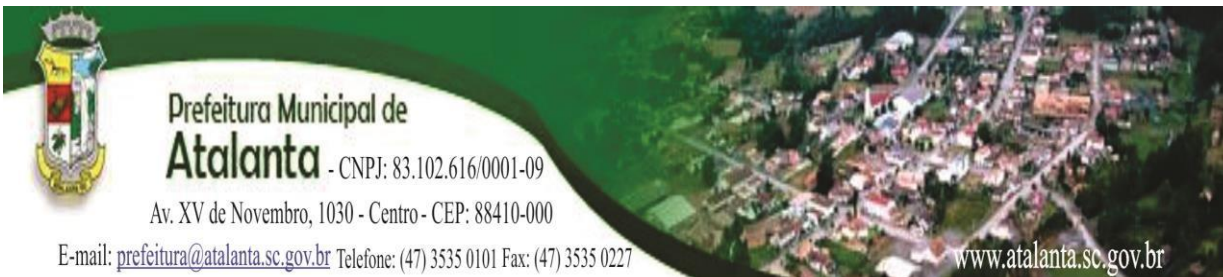 Prefeitura Municipal de
Atalanta - CNPJ: 83.102.616/0001-09
Av. XV de Novembro, 1030 - Centro - CEP: 88410-000
E-mail: prefeitura@atalanta.sc.gov.br Telefone: (47) 3535 0101 Fax: (47) 3535 0227
www.atalanta.sc.gov.br